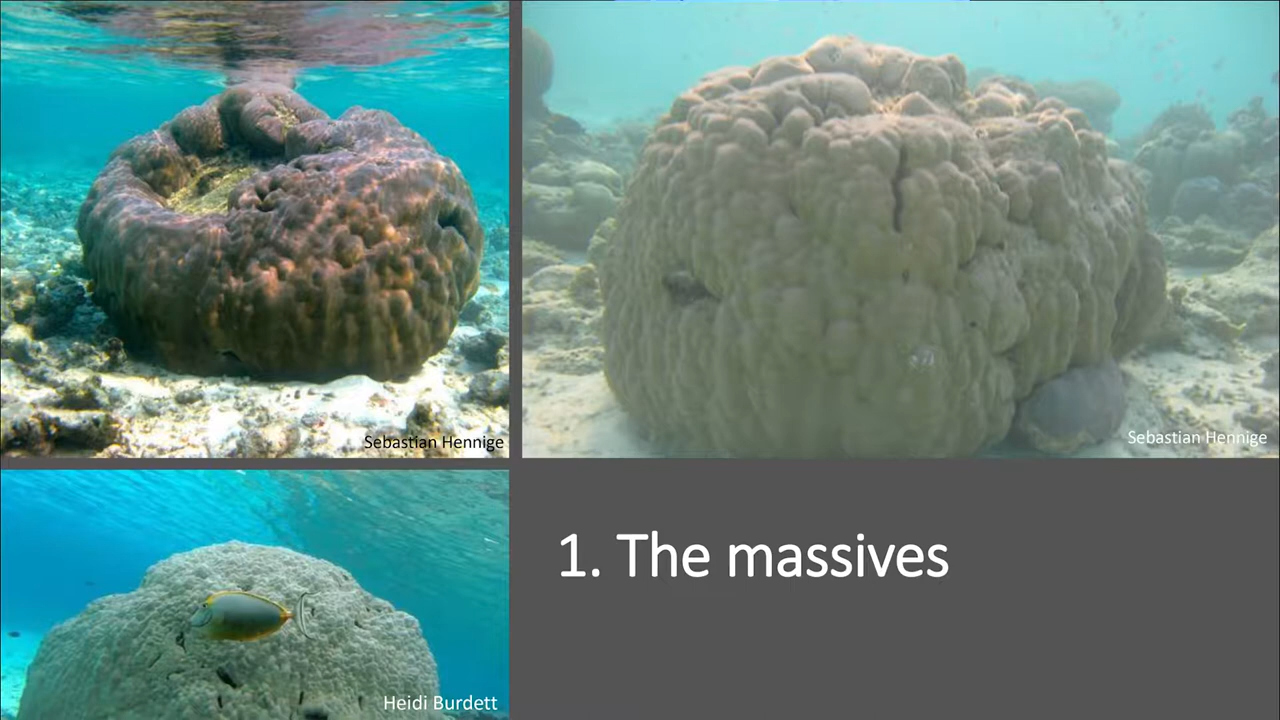 Sebastian Hennige
Sebastian Hennige
1. The massives
Heidi Burdett